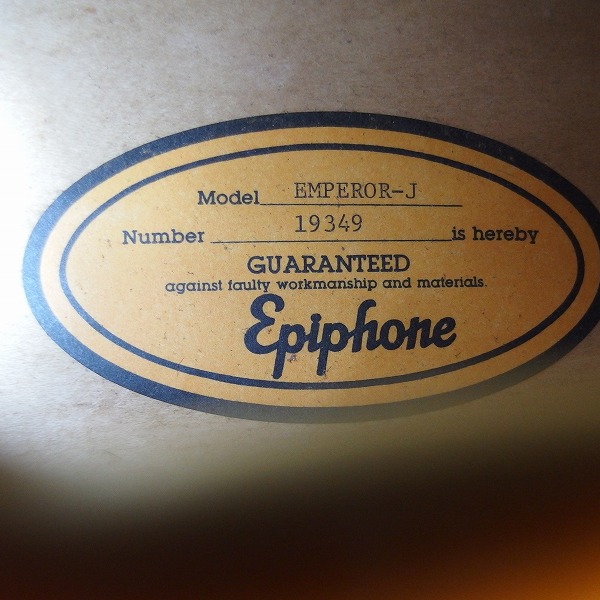 Model EMPEROR-J
Number 19349 is hereby
GUARANTEED
against faulty workmanship and materials.
Epiphone